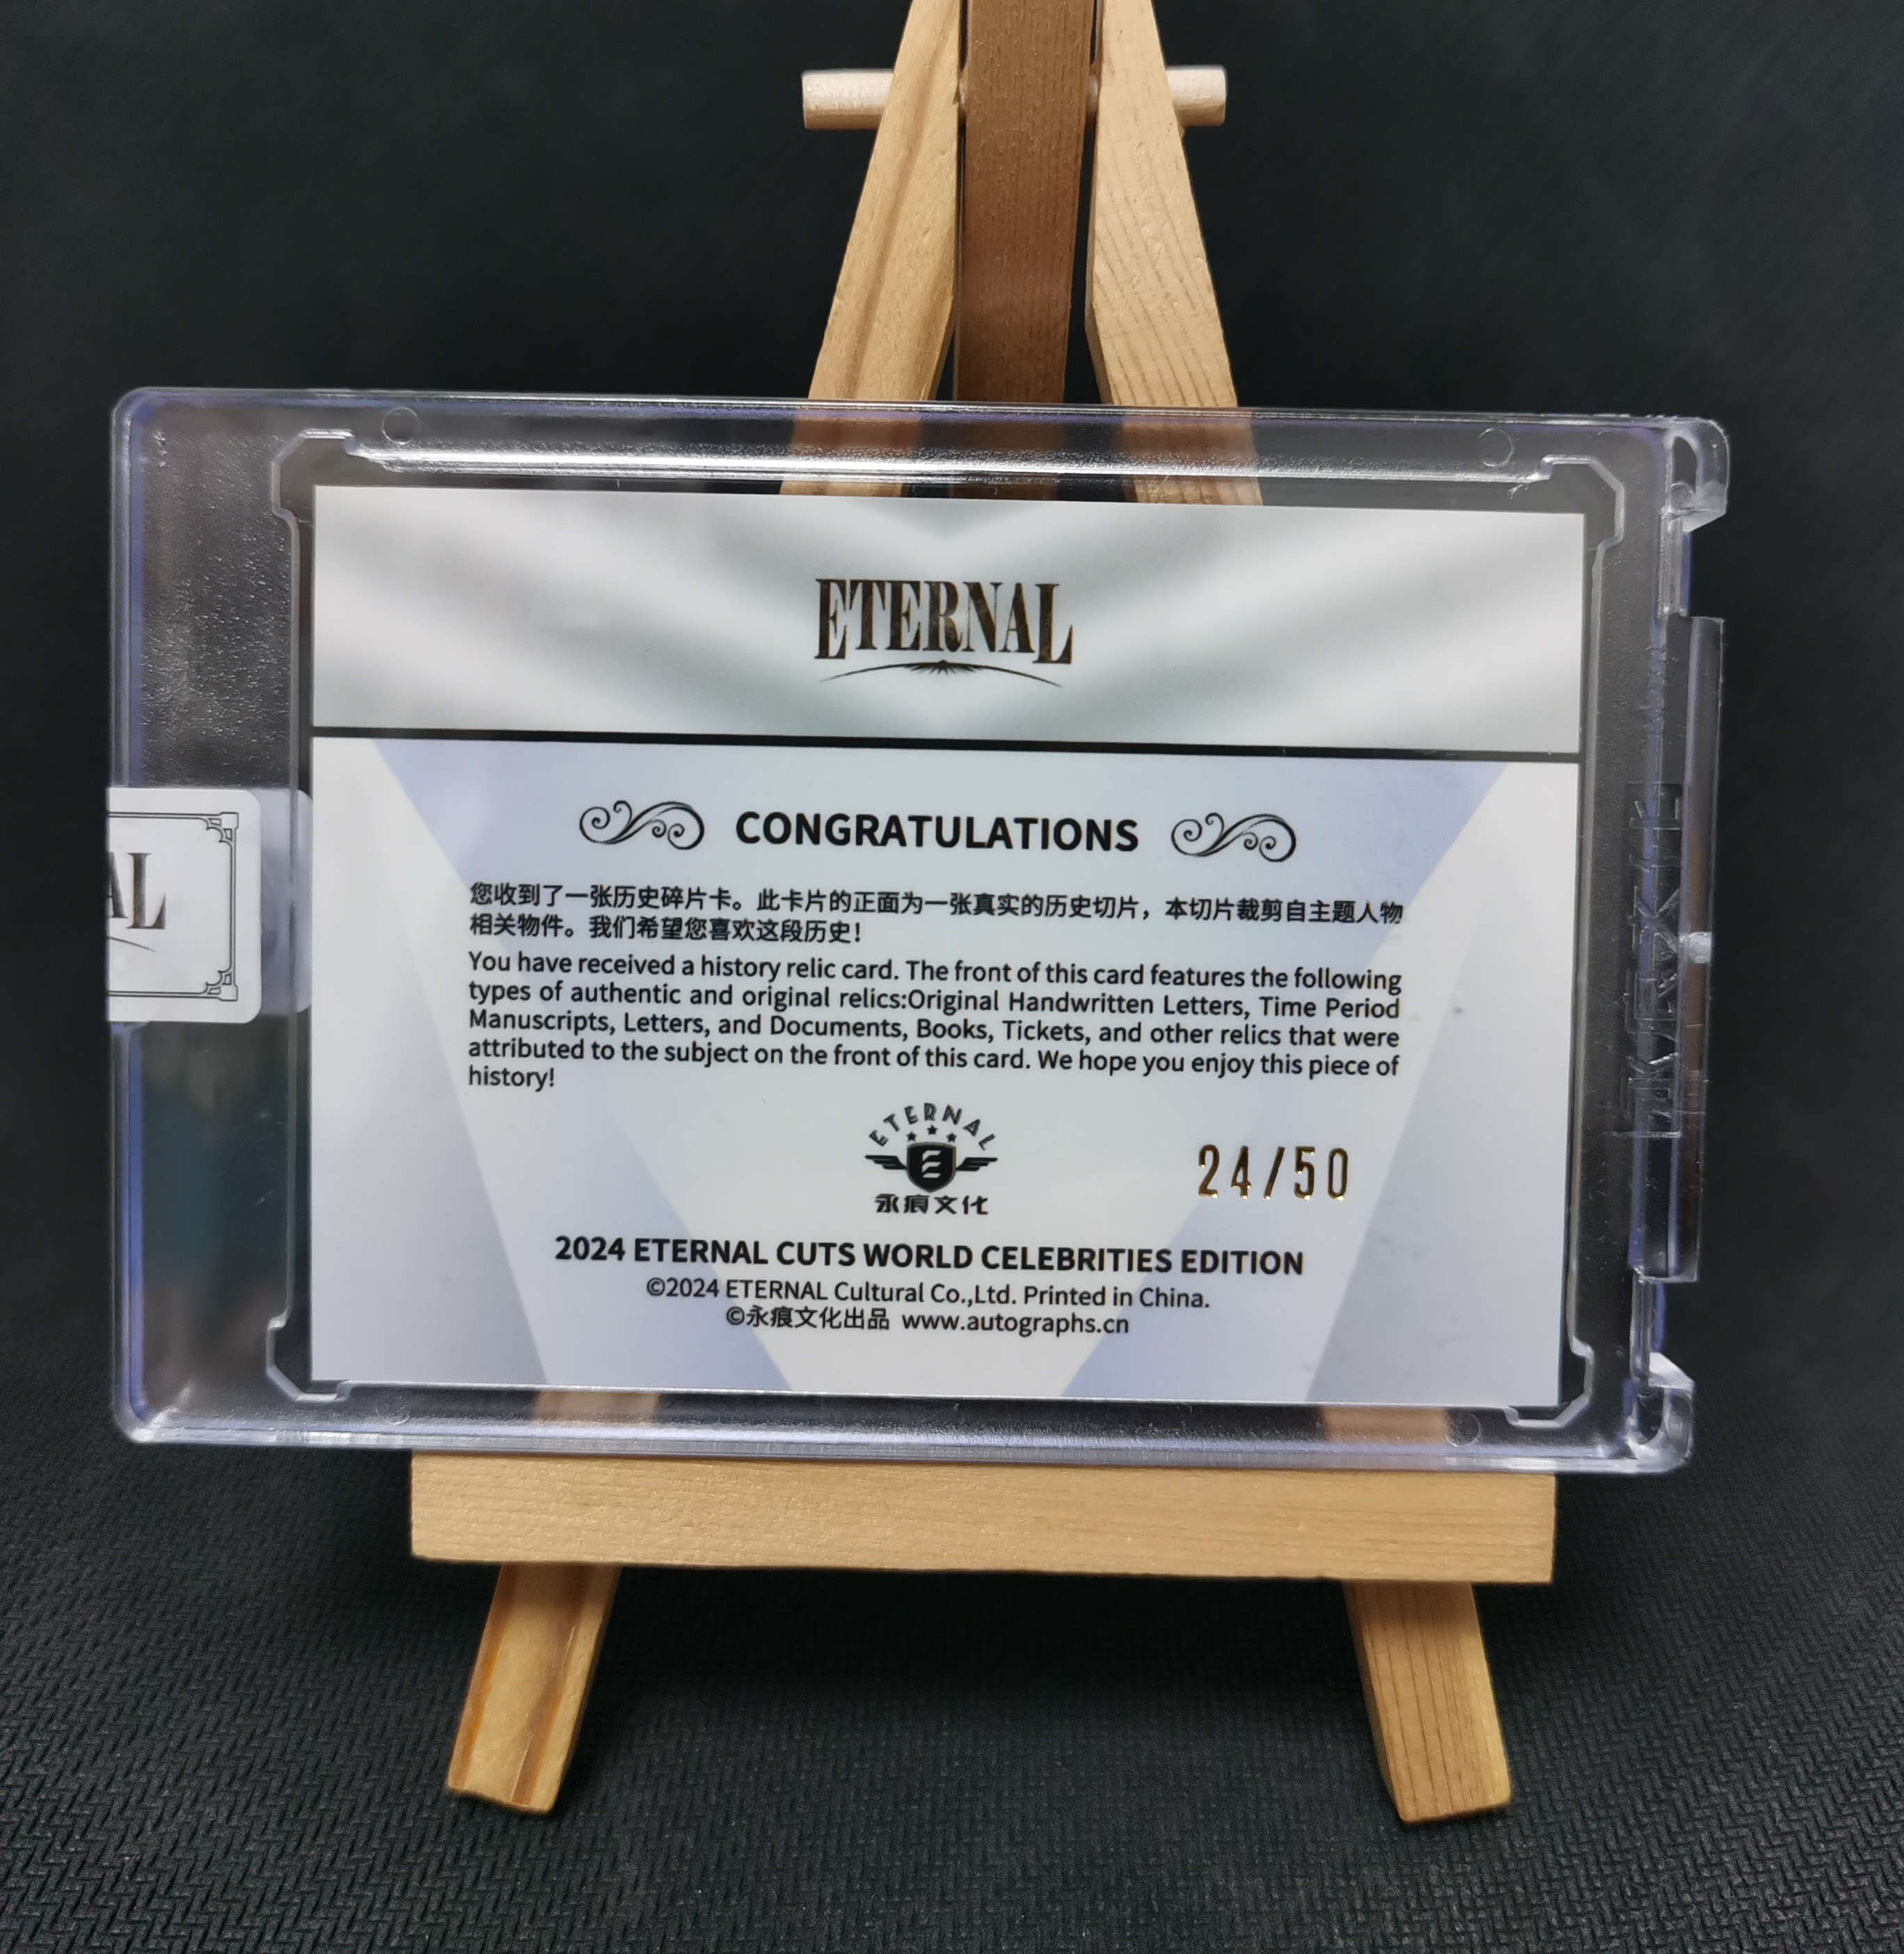 ETERNAL
CONGRATULATIONS
您收到了一张历史碎片卡。此卡片的正面为一张真实的历史切片，本切片裁剪自主题人物
相关物件。我们希望您喜欢这段历史！
You have received a history relic card. The front of this card features the following
types of authentic and original relics:Original Handwritten Letters, Time Period
Manuscripts, Letters, and Documents, Books, Tickets, and other relics that were
attributed to the subject on the front of this card. We hope you enjoy this piece of
history!
ETERNAL
永痕文化
24/50
2024 ETERNAL CUTS WORLD CELEBRITIES EDITION
©2024 ETERNAL Cultural Co.,Ltd. Printed in China.
©永痕文化出品 www.autographs.cn
AL